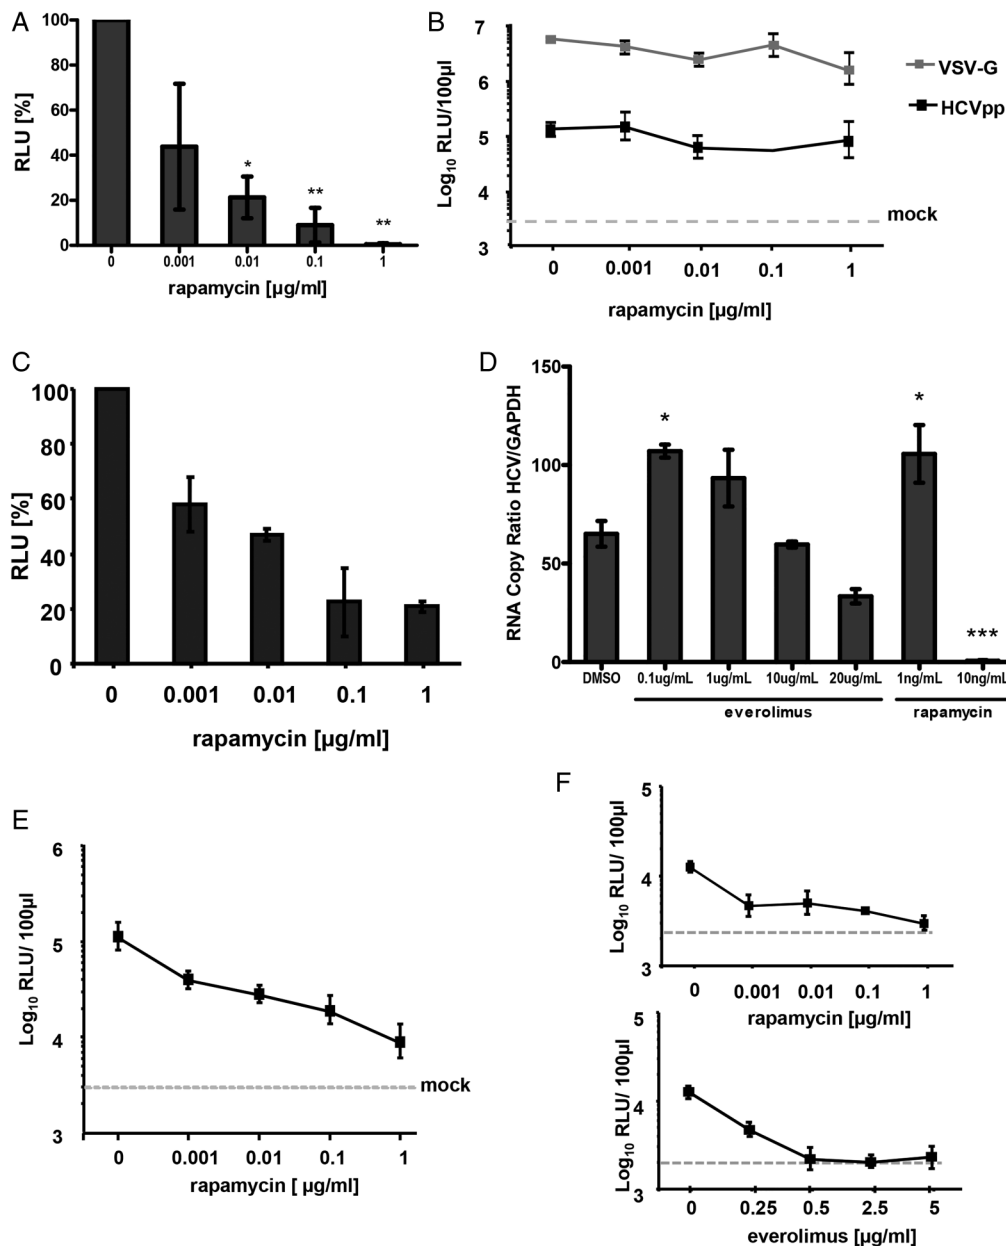 A
RLU [%]
100
80
60
40
20
0
*
**
**
0 0.001 0.01 0.1 1
rapamycin [µg/ml]
B
Log10 RLU/100µl
7
6
5
4
3
VSV-G
HCVpp
mock
0 0.001 0.01 0.1 1
rapamycin [µg/ml]
C
RLU [%]
100
80
60
40
20
0
0 0.001 0.01 0.1 1
rapamycin [µg/ml]
D
RNA Copy Ratio HCV/GAPDH
150
100
50
0
*
*
***
DMSO 0.1ug/mL 1ug/mL 10ug/mL 20ug/mL 1ng/mL 10ng/mL
everolimus rapamycin
E
Log10 RLU/ 100µl
6
5
4
3
mock
0 0.001 0.01 0.1 1
rapamycin [ µg/ml]
F
Log10 RLU/ 100µl
5
4
3
0 0.001 0.01 0.1 1
rapamycin [µg/ml]
Log10 RLU/ 100µl
5
4
3
0 0.25 0.5 2.5 5
everolimus [µg/ml]